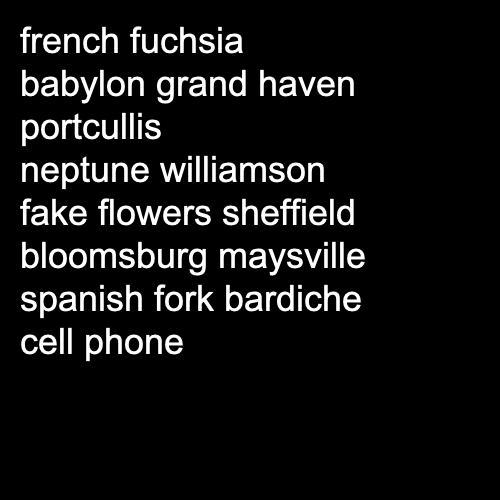 french fuchsia
babylon grand haven
portcullis
neptune williamson
fake flowers sheffield
bloomsburg maysville
spanish fork bardiche
cell phone